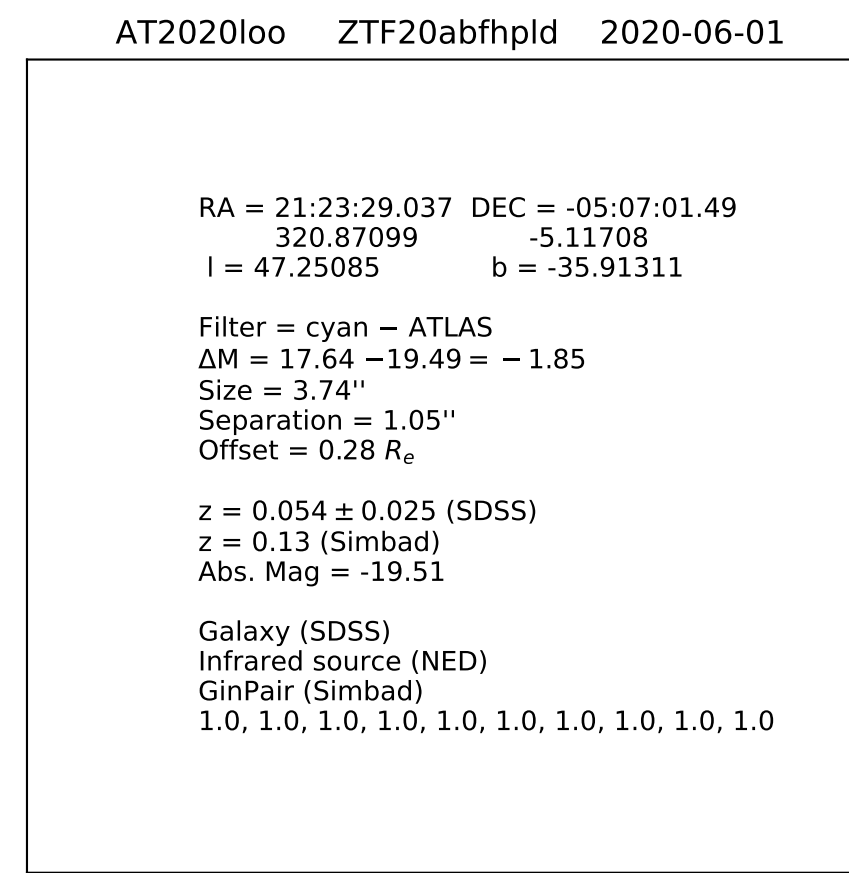 AT2020loo ZTF20abfhpld 2020-06-01
RA = 21:23:29.037 DEC = -05:07:01.49
320.87099 -5.11708
l = 47.25085 b = -35.91311
Filter = cyan − ATLAS
ΔM = 17.64 −19.49 = − 1.85
Size = 3.74''
Separation = 1.05''
Offset = 0.28 Re
z = 0.054 ± 0.025 (SDSS)
z = 0.13 (Simbad)
Abs. Mag = -19.51
Galaxy (SDSS)
Infrared source (NED)
GinPair (Simbad)
1.0, 1.0, 1.0, 1.0, 1.0, 1.0, 1.0, 1.0, 1.0, 1.0